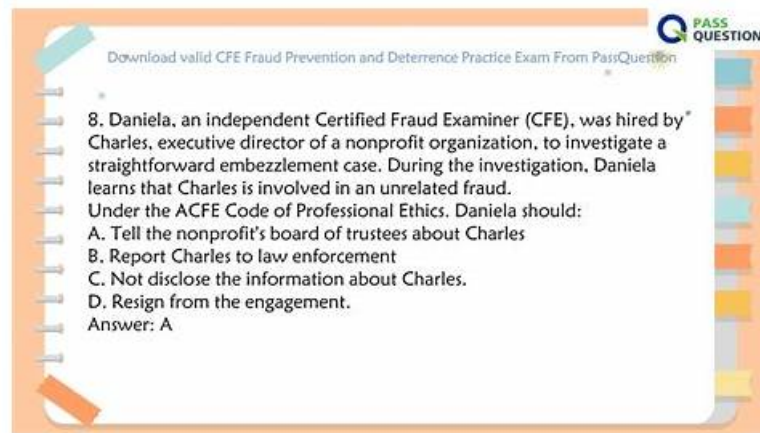 PASS
QUESTION
Download valid CFE Fraud Prevention and Deterrence Practice Exam From PassQuestion
8. Daniela, an independent Certified Fraud Examiner (CFE), was hired by
Charles, executive director of a nonprofit organization, to investigate a
straightforward embezzlement case. During the investigation, Daniela
learns that Charles is involved in an unrelated fraud.
Under the ACFE Code of Professional Ethics. Daniela should:
A. Tell the nonprofit's board of trustees about Charles
B. Report Charles to law enforcement
C. Not disclose the information about Charles.
D. Resign from the engagement.
Answer: A